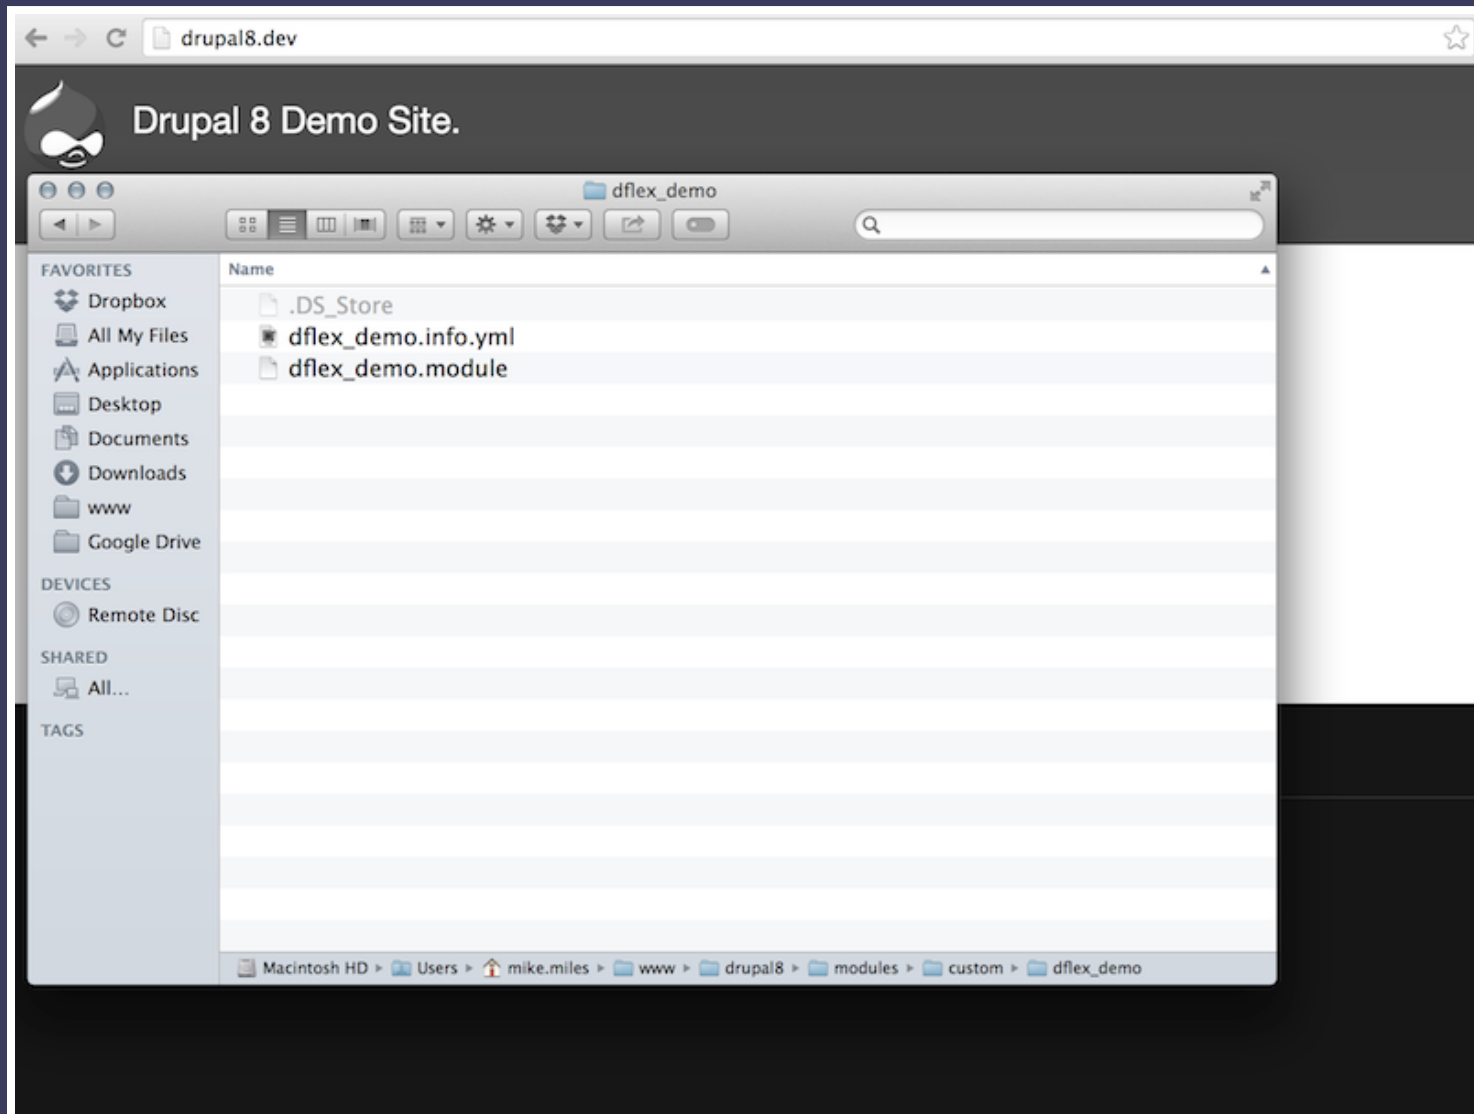 drupal8.dev
Drupal 8 Demo Site.
dflex_demo
FAVORITES
Dropbox
All My Files
Applications
Desktop
Documents
Downloads
www
Google Drive
DEVICES
Remote Disc
SHARED
All...
TAGS
Name
.DS_Store
dflex_demo.info.yml
dflex_demo.module
Macintosh HD ▸ Users ▸ mike.miles ▸ www ▸ drupal8 ▸ modules ▸ custom ▸ dflex_demo